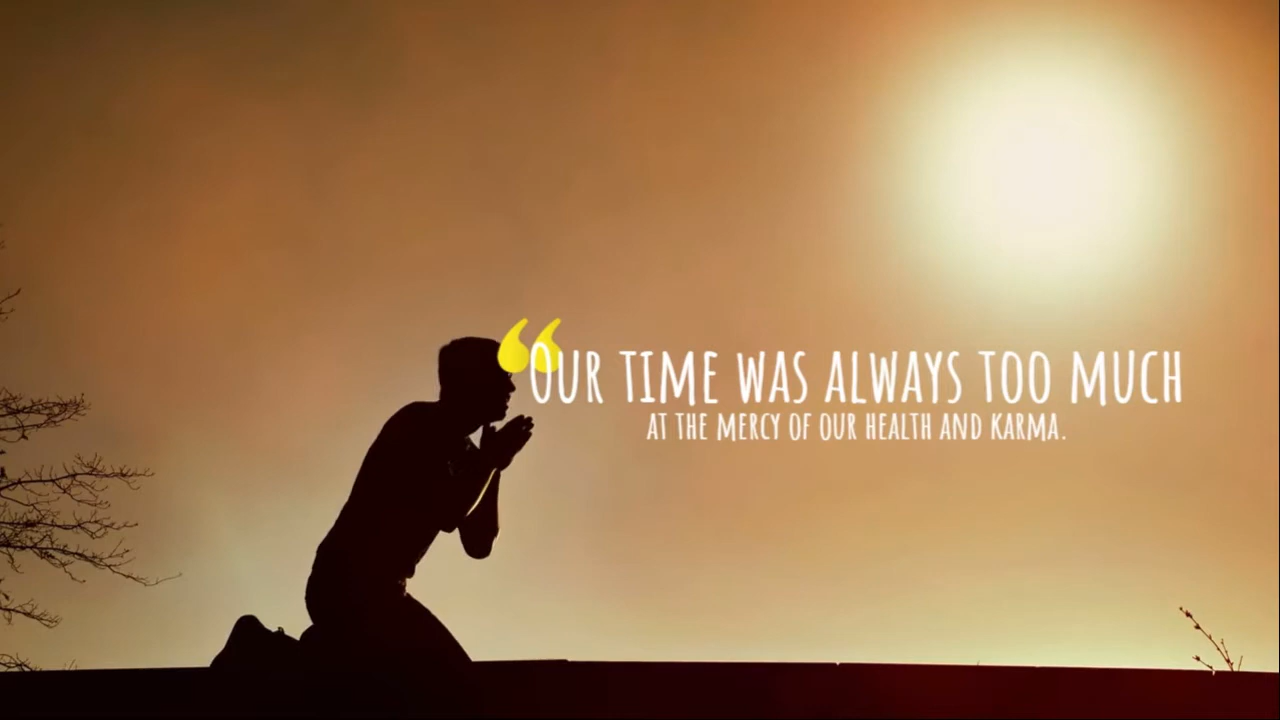 “Our time was always too much
at the mercy of our health and karma.